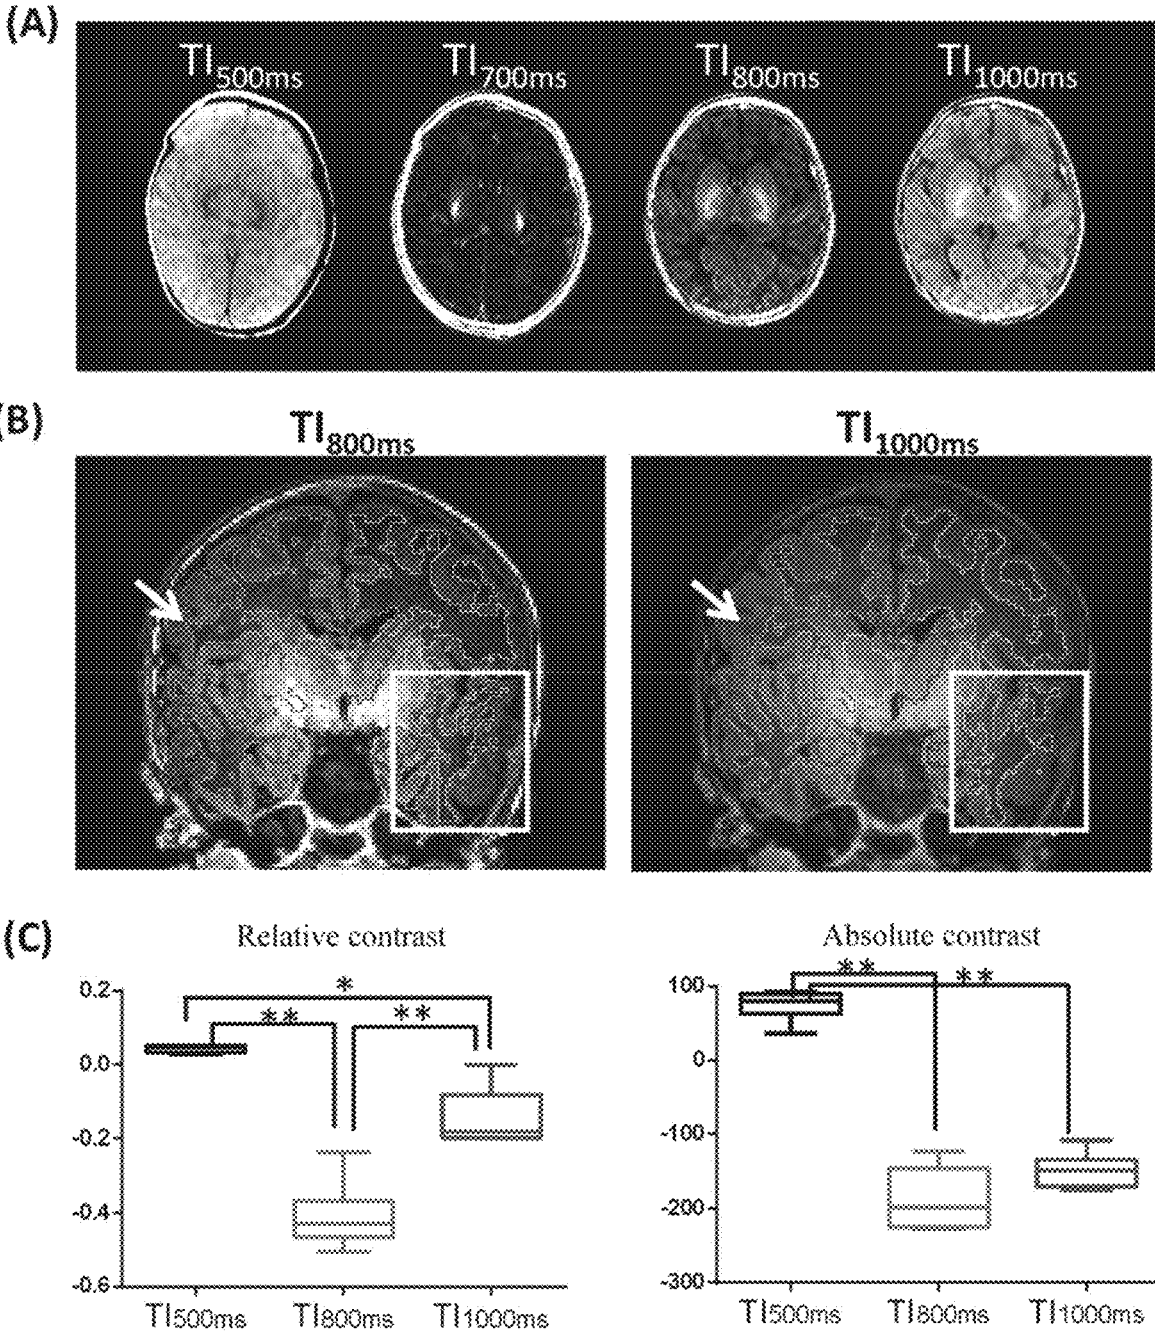 (A)
TI500ms TI700ms TI800ms TI1000ms
(B)
TI800ms TI1000ms
(C)
Relative contrast Absolute contrast
* ** **
** **
0.2
0.0
-0.2
-0.4
-0.6
100
0
-100
-200
-300
TI500ms TI800ms TI1000ms
TI500ms TI800ms TI1000ms